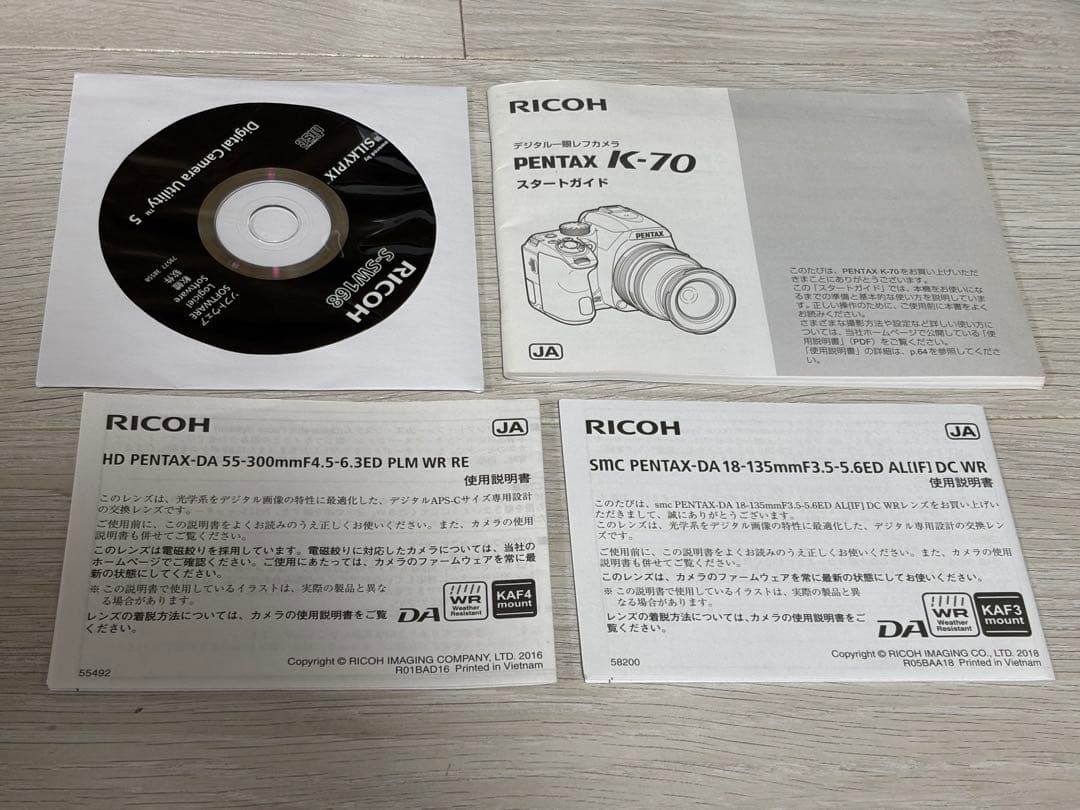 powered by
SILKYPIX
Digital Camera Utility™ 5
RICOH
S-SW168
ソフトウェア
SOFTWARE
Logiciel
Software
軟體
软件
RICOH
デジタル一眼レフカメラ
PENTAX K-70
スタートガイド
PENTAX
このたびは、PENTAX K-70をお買い上げいただ
きまことにありがとうございます。
この「スタートガイド」では、本機をお使いにな
るまでの準備と基本的な使い方を説明していま
す。正しい操作のために、ご使用前に本書をよく
お読みください。
さまざまな撮影方法や設定など詳しい使い方に
ついては、当社ホームページで公開している「使
用説明書」（PDF）をご覧ください。
「使用説明書」の詳細は、p.64を参照してくださ
い。
JA
RICOH
JA
HD PENTAX-DA 55-300mmF4.5-6.3ED PLM WR RE
使用説明書
このレンズは、光学系をデジタル画像の特性に最適化した、デジタルAPS-Cサイズ専用設計
の交換レンズです。
ご使用前に、この説明書をよくお読みのうえ正しくお使いください。また、カメラの使用
説明書も併せてご覧ください。
このレンズは電磁絞りを採用しています。電磁絞りに対応したカメラについては、当社の
ホームページでご確認ください。ご使用にあたっては、カメラのファームウェアを常に最
新の状態にしてください。
※ この説明書で使用しているイラストは、実際の製品と異な
る場合があります。
レンズの着脱方法については、カメラの使用説明書をご覧
ください。
DA
WR
Weather
Resistant
KAF4
mount
Copyright © RICOH IMAGING COMPANY, LTD. 2016
55492
R01BAD16 Printed in Vietnam
RICOH
JA
smc PENTAX-DA 18-135mmF3.5-5.6ED AL[IF] DC WR
使用説明書
このたびは、smc PENTAX-DA 18-135mmF3.5-5.6ED AL[IF] DC WRレンズをお買い上げい
ただきまして、誠にありがとうございます。
このレンズは、光学系をデジタル画像の特性に最適化した、デジタル専用設計の交換レン
ズです。
ご使用前に、この説明書をよくお読みのうえ正しくお使いください。また、カメラの使用
説明書も併せてご覧ください。
このレンズは、カメラのファームウェアを常に最新の状態にしてお使いください。
※ この説明書で使用しているイラストは、実際の製品と異
なる場合があります。
レンズの着脱方法については、カメラの使用説明書をご
覧ください。
DA
WR
Weather
Resistant
KAF3
mount
Copyright © RICOH IMAGING CO., LTD. 2018
58200
R05BAA18 Printed in Vietnam